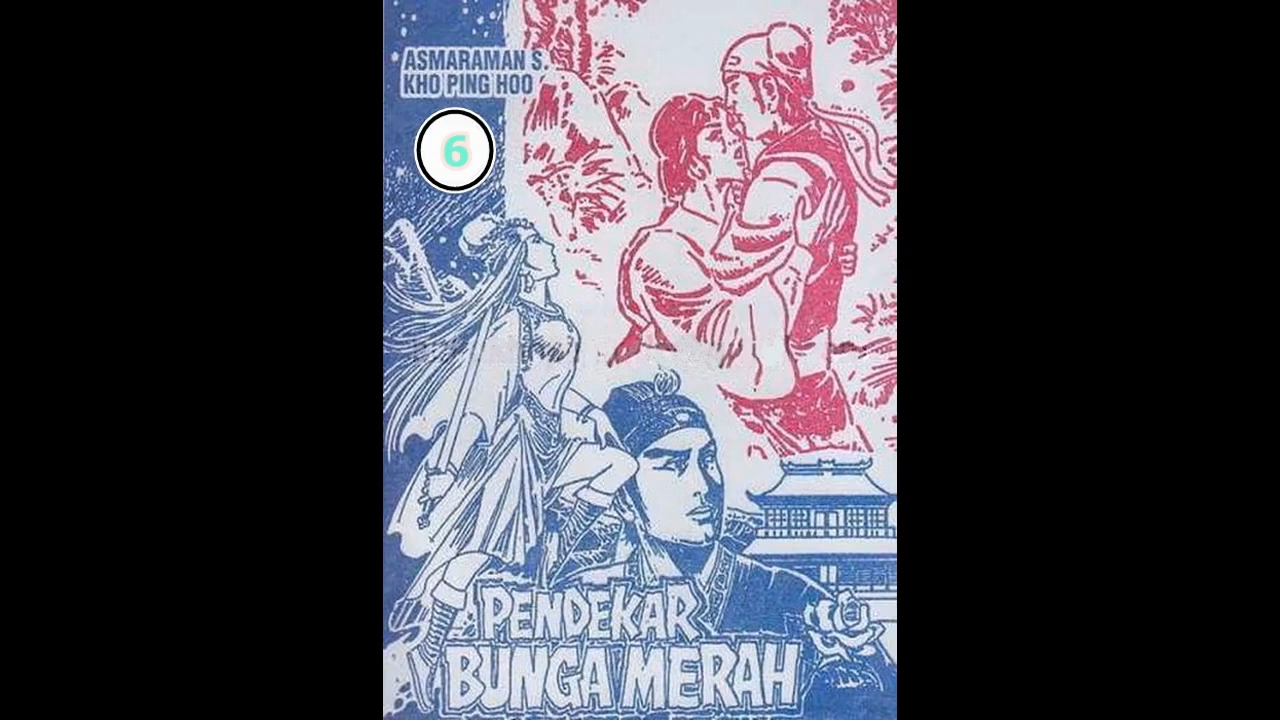 ASMARAMAN S.
KHO PING HOO
6
PENDEKAR
BUNGA MERAH